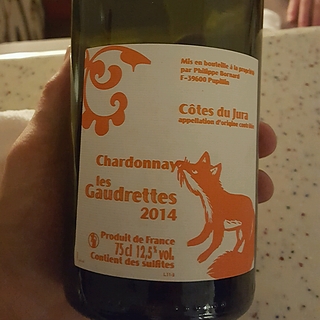 Mis en bouteille à la propriété
par Philippe Bornard
F-39600 Pupillin
Côtes du Jura
appellation d'origine contrôlée
Chardonnay
les
Gaudrettes
2014
Produit de France
75cl 12,5% vol.
Contient des sulfites